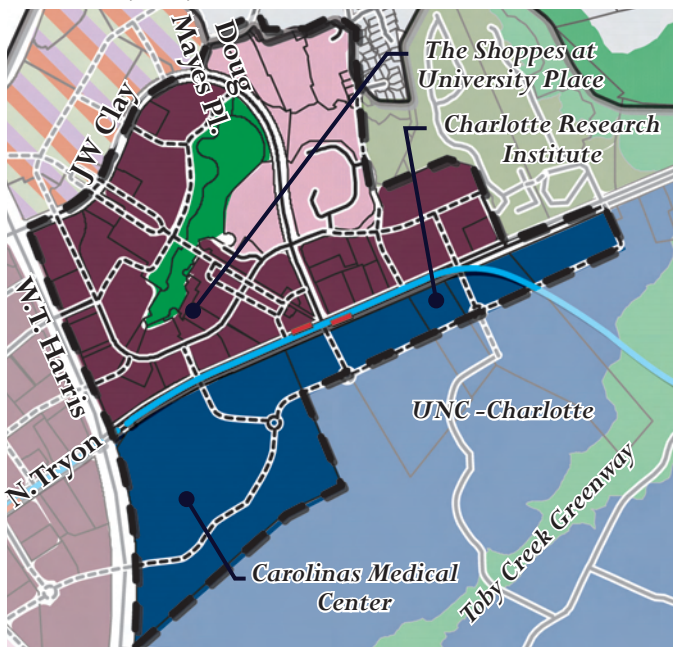 Doug
Mayes Pl.
The Shoppes at
University Place
JW Clay
Charlotte Research
Institute
W.T. Harris
N.Tryon
UNC -Charlotte
Toby Creek Greenway
Carolinas Medical
Center